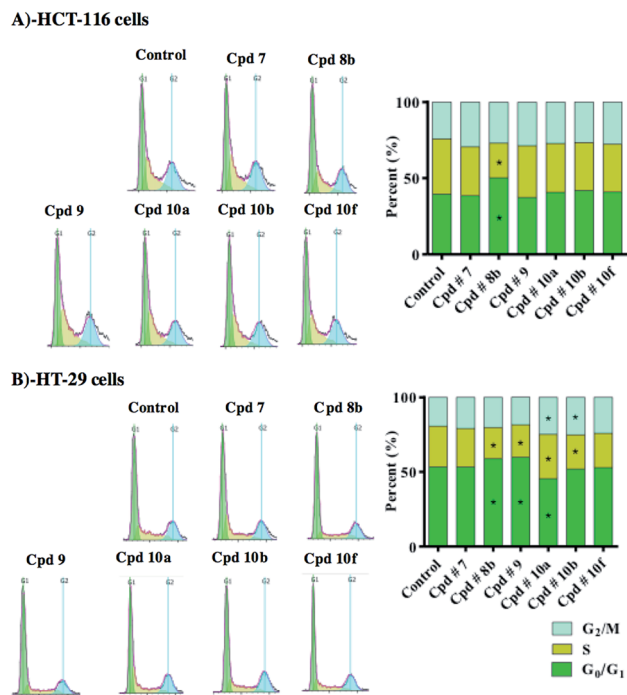 A)-HCT-116 cells
Control
Cpd 7
Cpd 8b
G1 G2
G1 G2
G1 G2
Cpd 9
Cpd 10a
Cpd 10b
Cpd 10f
G1 G2
G1 G2
G1 G2
G1 G2
Percent (%)
100
50
0
*
*
Control
Cpd # 7
Cpd # 8b
Cpd # 9
Cpd # 10a
Cpd # 10b
Cpd # 10f
B)-HT-29 cells
Control
Cpd 7
Cpd 8b
G1 G2
G1 G2
G1 G2
Cpd 9
Cpd 10a
Cpd 10b
Cpd 10f
G1 G2
G1 G2
G1 G2
G1 G2
Percent (%)
100
50
0
* *
* * * *
* * *
Control
Cpd # 7
Cpd # 8b
Cpd # 9
Cpd # 10a
Cpd # 10b
Cpd # 10f
G₂/M
S
G₀/G₁